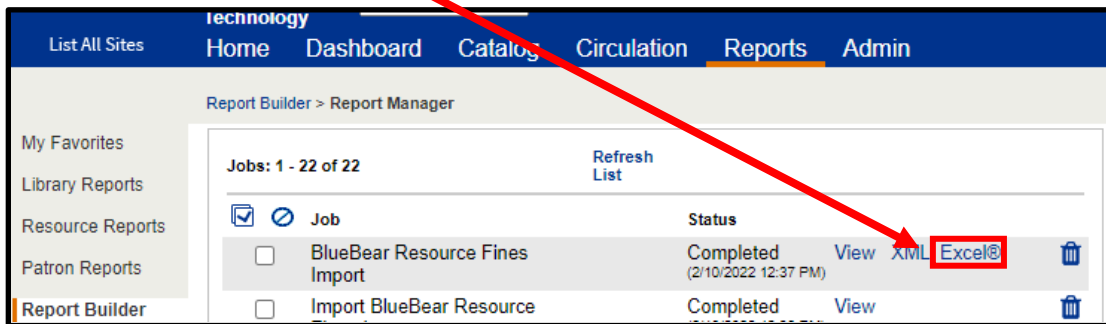 Technology
List All Sites
Home Dashboard Catalog Circulation Reports Admin
Report Builder > Report Manager
My Favorites
Library Reports
Resource Reports
Patron Reports
Report Builder
Jobs: 1 - 22 of 22
Refresh
List
Job Status
BlueBear Resource Fines Completed View XML Excel®
Import (2/10/2022 12:37 PM)
Import BlueBear Resource Completed View